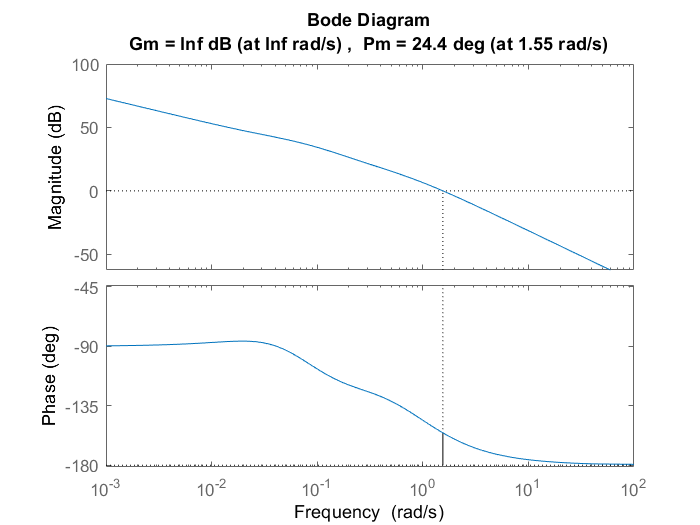 Bode Diagram
Gm = Inf dB (at Inf rad/s) ,  Pm = 24.4 deg (at 1.55 rad/s)
Magnitude (dB)
100
50
0
-50
Phase (deg)
-45
-90
-135
-180
10^-3 10^-2 10^-1 10^0 10^1 10^2
Frequency  (rad/s)